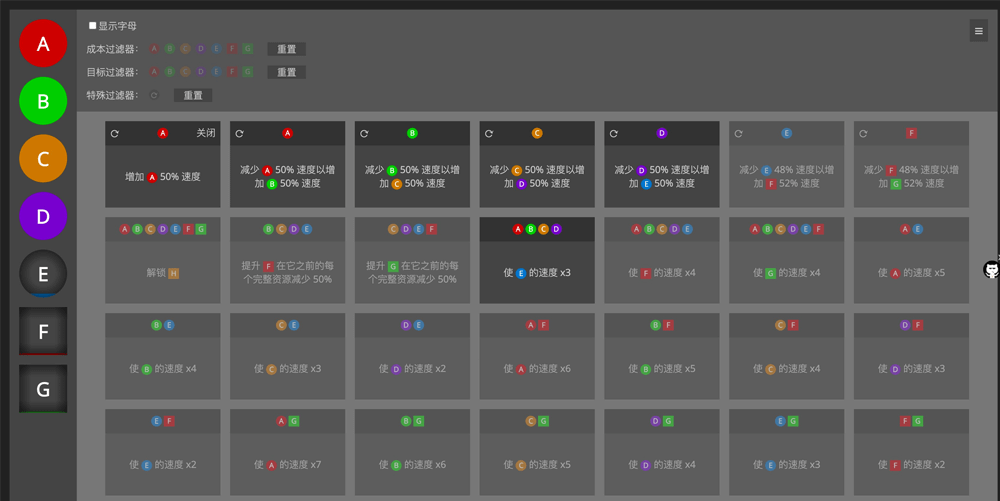 A
B
C
D
E
F
G
显示字母
成本过滤器： A B C D E F G 重置
目标过滤器： A B C D E F G 重置
特殊过滤器： 重置
A 关闭
增加 A 50% 速度
A
减少 A 50% 速度以增
加 B 50% 速度
B
减少 B 50% 速度以增
加 C 50% 速度
C
减少 C 50% 速度以增
加 D 50% 速度
D
减少 D 50% 速度以增
加 E 50% 速度
E
减少 E 48% 速度以增
加 F 52% 速度
F
减少 F 48% 速度以增
加 G 52% 速度
A B C D E F G
解锁 H
B C D E
提升 F 在它之前的每
个完整资源减少 50%
C D E F
提升 G 在它之前的每
个完整资源减少 50%
A B C D
使 E 的速度 x3
A B C D E
使 F 的速度 x4
A B C D E F
使 G 的速度 x4
A E
使 A 的速度 x5
B E
使 B 的速度 x4
C E
使 C 的速度 x3
D E
使 D 的速度 x2
A F
使 A 的速度 x6
B F
使 B 的速度 x5
C F
使 C 的速度 x4
D F
使 D 的速度 x3
E F
使 E 的速度 x2
A G
使 A 的速度 x7
B G
使 B 的速度 x6
C G
使 C 的速度 x5
D G
使 D 的速度 x4
E G
使 E 的速度 x3
F G
使 F 的速度 x2